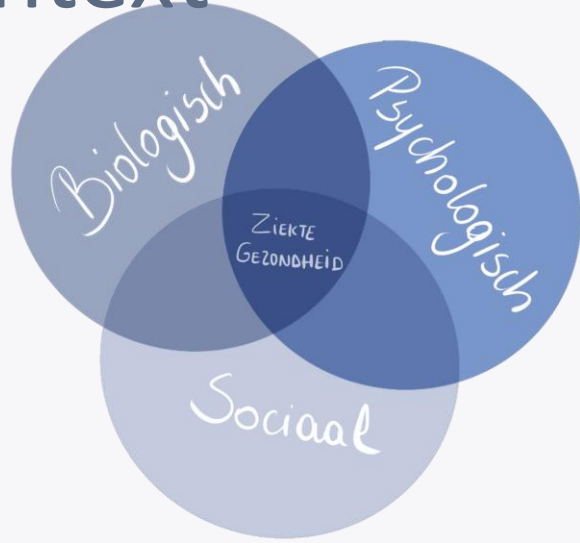 Biologisch
Psychologisch
ZIEKTE
GEZONDHEID
Sociaal